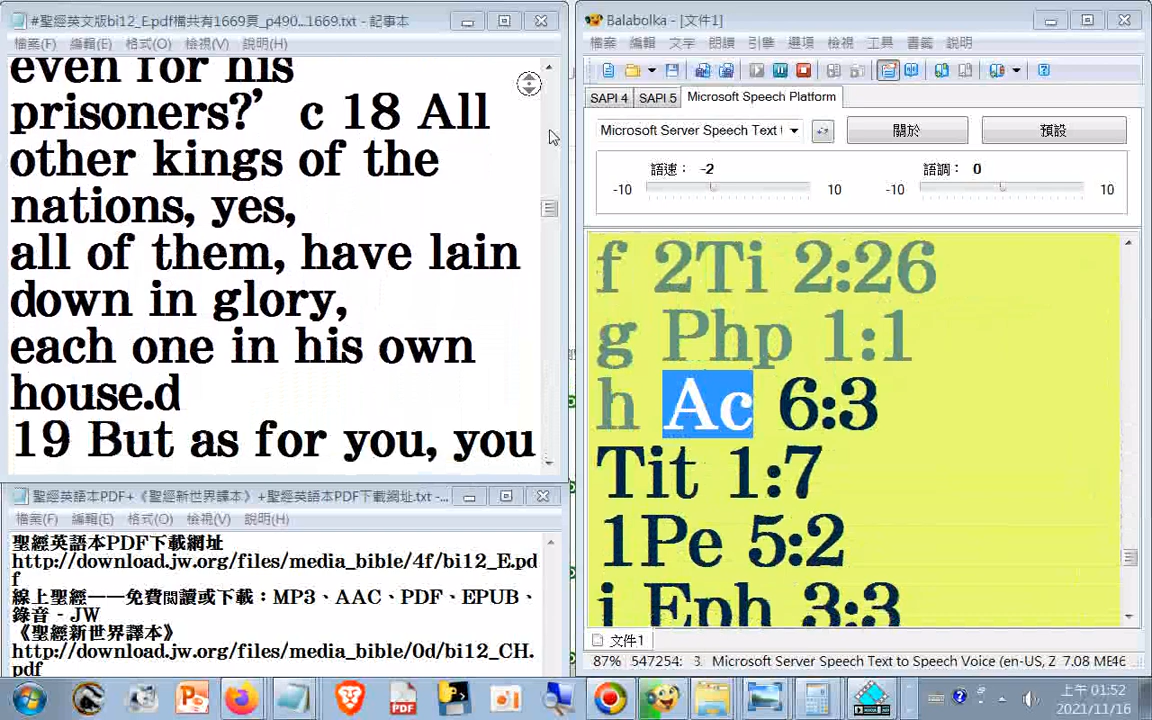 #聖經英文版bi12_E.pdf檔共有1669頁_p490...1669.txt - 記事本
檔案(F) 編輯(E) 格式(O) 檢視(V) 說明(H)
even for his
prisoners?’ c 18 All
other kings of the
nations, yes,
all of them, have lain
down in glory,
each one in his own
house.d
19 But as for you, you
聖經英語本PDF+《聖經新世界譯本》+聖經英語本PDF下載網址.txt -...
檔案(F) 編輯(E) 格式(O) 檢視(V) 說明(H)
聖經英語本PDF下載網址
http://download.jw.org/files/media_bible/4f/bi12_E.pd
f
線上聖經——免費閱讀或下載：MP3、AAC、PDF、EPUB、
錄音 - JW
《聖經新世界譯本》
http://download.jw.org/files/media_bible/0d/bi12_CH.
pdf
Balabolka - [文件1]
檔案 編輯 文字 朗讀 引擎 選項 檢視 工具 書籤 說明
SAPI 4 SAPI 5 Microsoft Speech Platform
Microsoft Server Speech Text 關於 預設
語速： -2 語調： 0
-10 10 -10 10
f 2Ti 2:26
g Php 1:1
h Ac 6:3
Tit 1:7
1Pe 5:2
i Eph 3:3
文件1
87% 547254: 3 Microsoft Server Speech Text to Speech Voice (en-US, Z 7.08 ME46
PDF
上午 01:52
2021/11/16